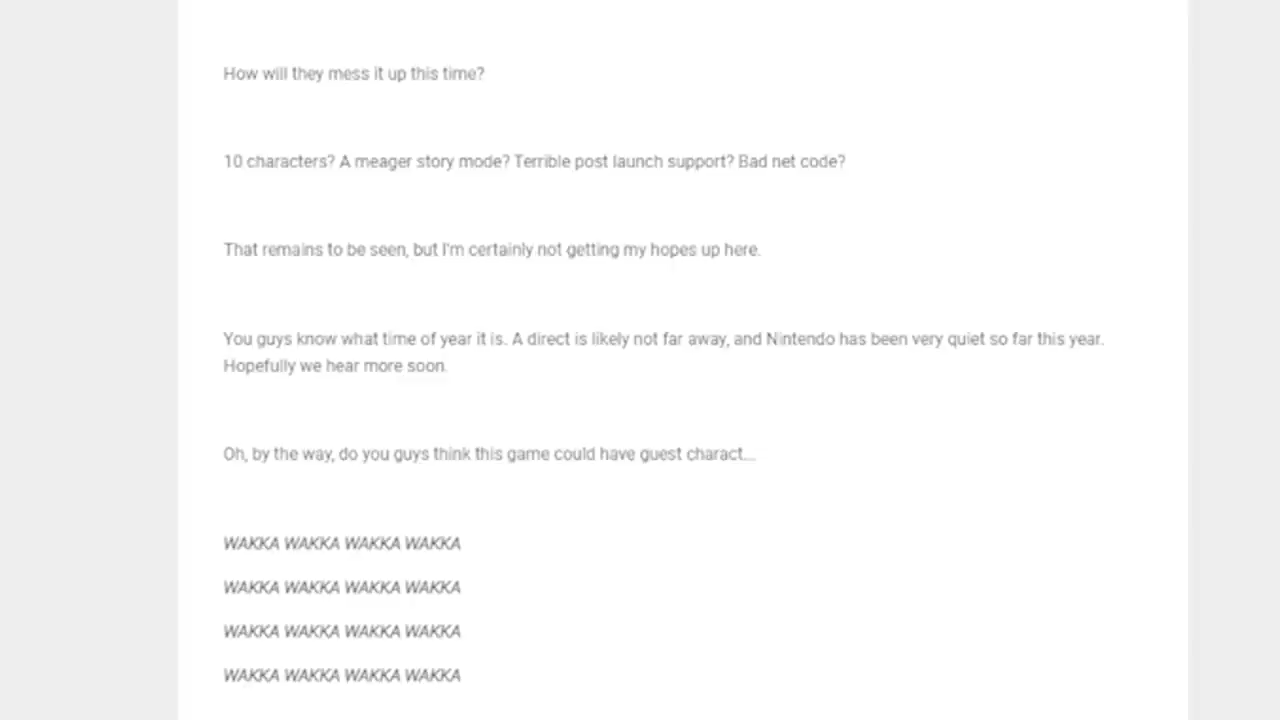 How will they mess it up this time?
10 characters? A meager story mode? Terrible post launch support? Bad net code?
That remains to be seen, but I'm certainly not getting my hopes up here.
You guys know what time of year it is. A direct is likely not far away, and Nintendo has been very quiet so far this year.
Hopefully we hear more soon.
Oh, by the way, do you guys think this game could have guest charact...
WAKKA WAKKA WAKKA WAKKA
WAKKA WAKKA WAKKA WAKKA
WAKKA WAKKA WAKKA WAKKA
WAKKA WAKKA WAKKA WAKKA